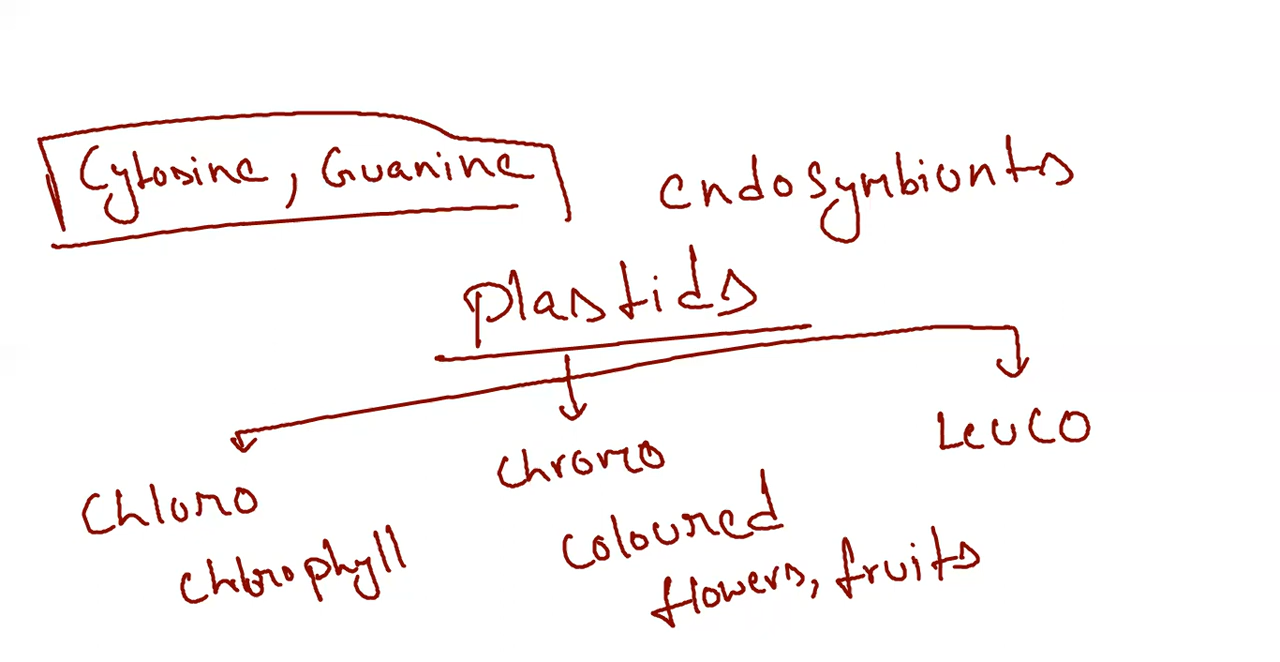 Cytosine, Guanine
endosymbionts
plastids
Chloro
Chromo
Leuco
Chlorophyll
Coloured
flowers, fruits